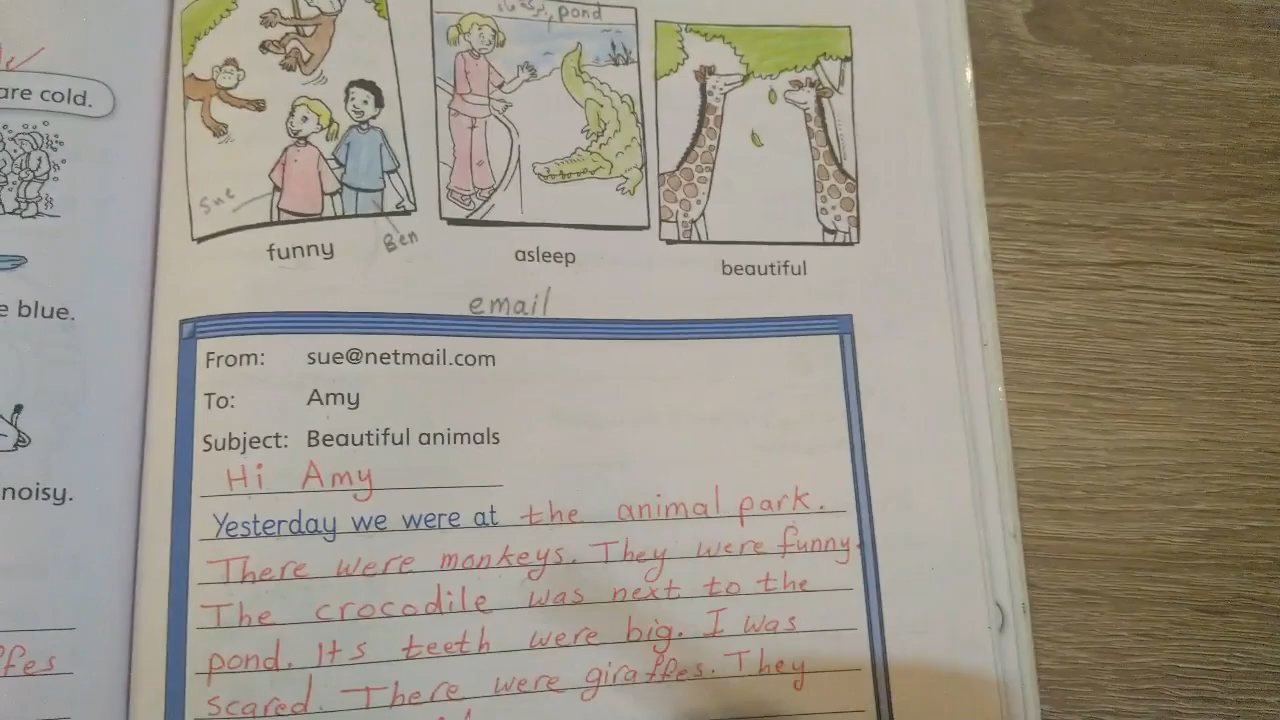 are cold.
بركة ماء, pond
Sue
Ben
funny
asleep
beautiful
e blue.
noisy.
ffes
email
From: sue@netmail.com
To: Amy
Subject: Beautiful animals
Hi Amy
Yesterday we were at the animal park.
There were monkeys. They were funny.
The crocodile was next to the
pond. Its teeth were big. I was
scared. There were giraffes. They